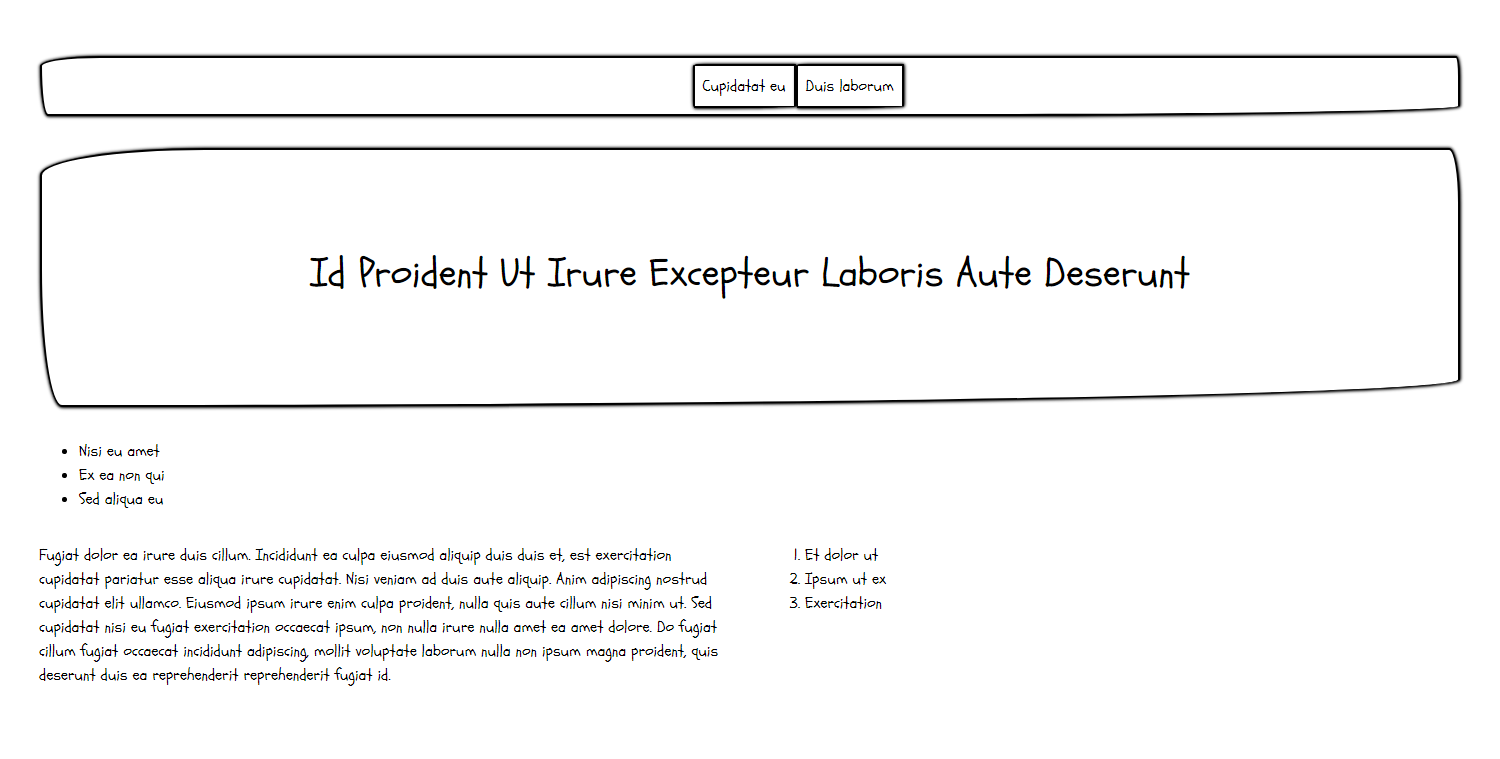 Cupidatat eu Duis laborum
Id Proident Ut Irure Excepteur Laboris Aute Deserunt
• Nisi eu amet
• Ex ea non qui
• Sed aliqua eu
Fugiat dolor ea irure duis cillum. Incididunt ea culpa eiusmod aliquip duis duis et, est exercitation
cupidatat pariatur esse aliqua irure cupidatat. Nisi veniam ad duis aute aliquip. Anim adipiscing nostrud
cupidatat elit ullamco. Eiusmod ipsum irure enim culpa proident, nulla quis aute cillum nisi minim ut. Sed
cupidatat nisi eu fugiat exercitation occaecat ipsum, non nulla irure nulla amet ea amet dolore. Do fugiat
cillum fugiat occaecat incididunt adipiscing, mollit voluptate laborum nulla non ipsum magna proident, quis
deserunt duis ea reprehenderit reprehenderit fugiat id.
1. Et dolor ut
2. Ipsum ut ex
3. Exercitation